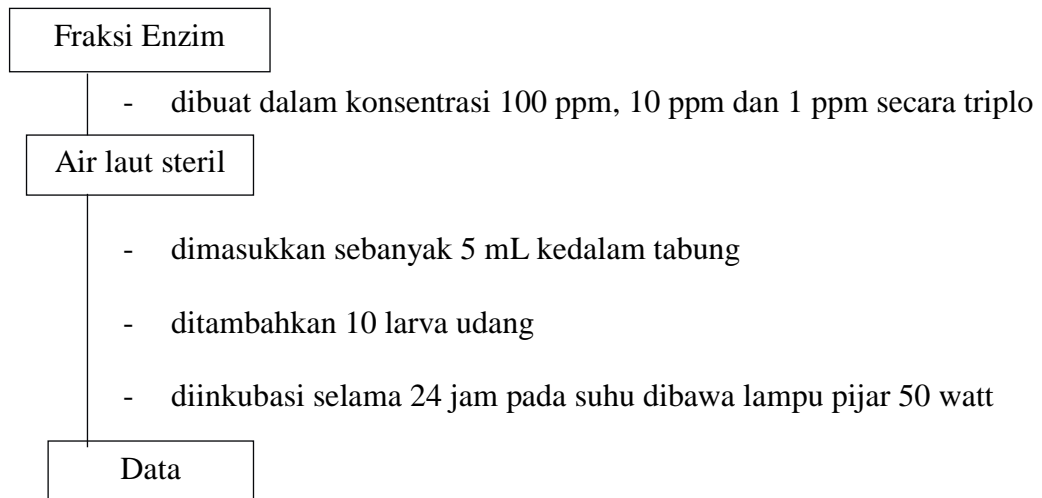 Fraksi Enzim
- dibuat dalam konsentrasi 100 ppm, 10 ppm dan 1 ppm secara triplo
Air laut steril
- dimasukkan sebanyak 5 mL kedalam tabung
- ditambahkan 10 larva udang
- diinkubasi selama 24 jam pada suhu dibawa lampu pijar 50 watt
Data